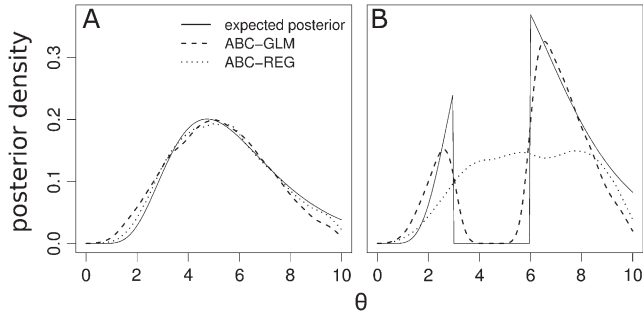 A
B
expected posterior
ABC−GLM
ABC−REG
posterior density
0.0
0.1
0.2
0.3
0 2 4 6 8 10
0 2 4 6 8 10
θ